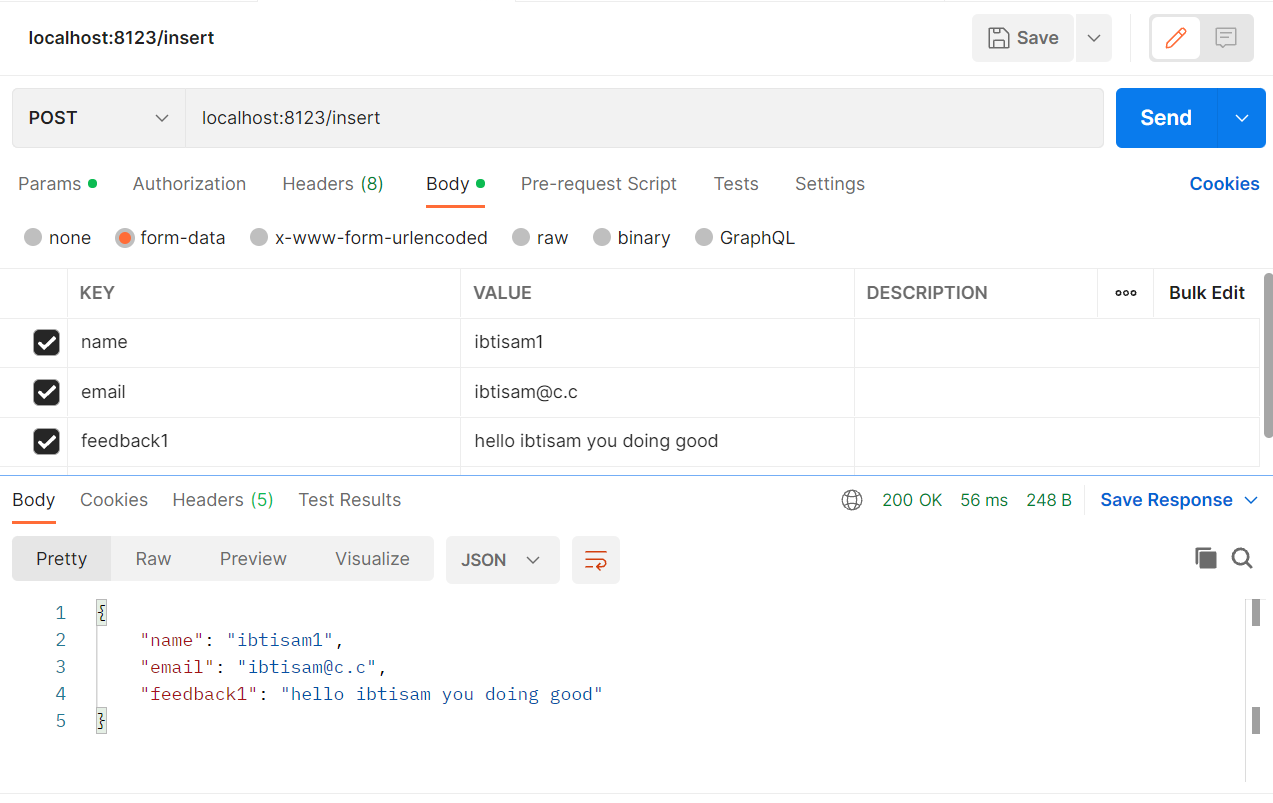 localhost:8123/insert
Save
POST localhost:8123/insert Send
Params Authorization Headers (8) Body Pre-request Script Tests Settings Cookies
none form-data x-www-form-urlencoded raw binary GraphQL
KEY VALUE DESCRIPTION ooo Bulk Edit
name ibtisam1
email ibtisam@c.c
feedback1 hello ibtisam you doing good
Body Cookies Headers (5) Test Results 200 OK 56 ms 248 B Save Response
Pretty Raw Preview Visualize JSON
1 {
2 "name": "ibtisam1",
3 "email": "ibtisam@c.c",
4 "feedback1": "hello ibtisam you doing good"
5 }